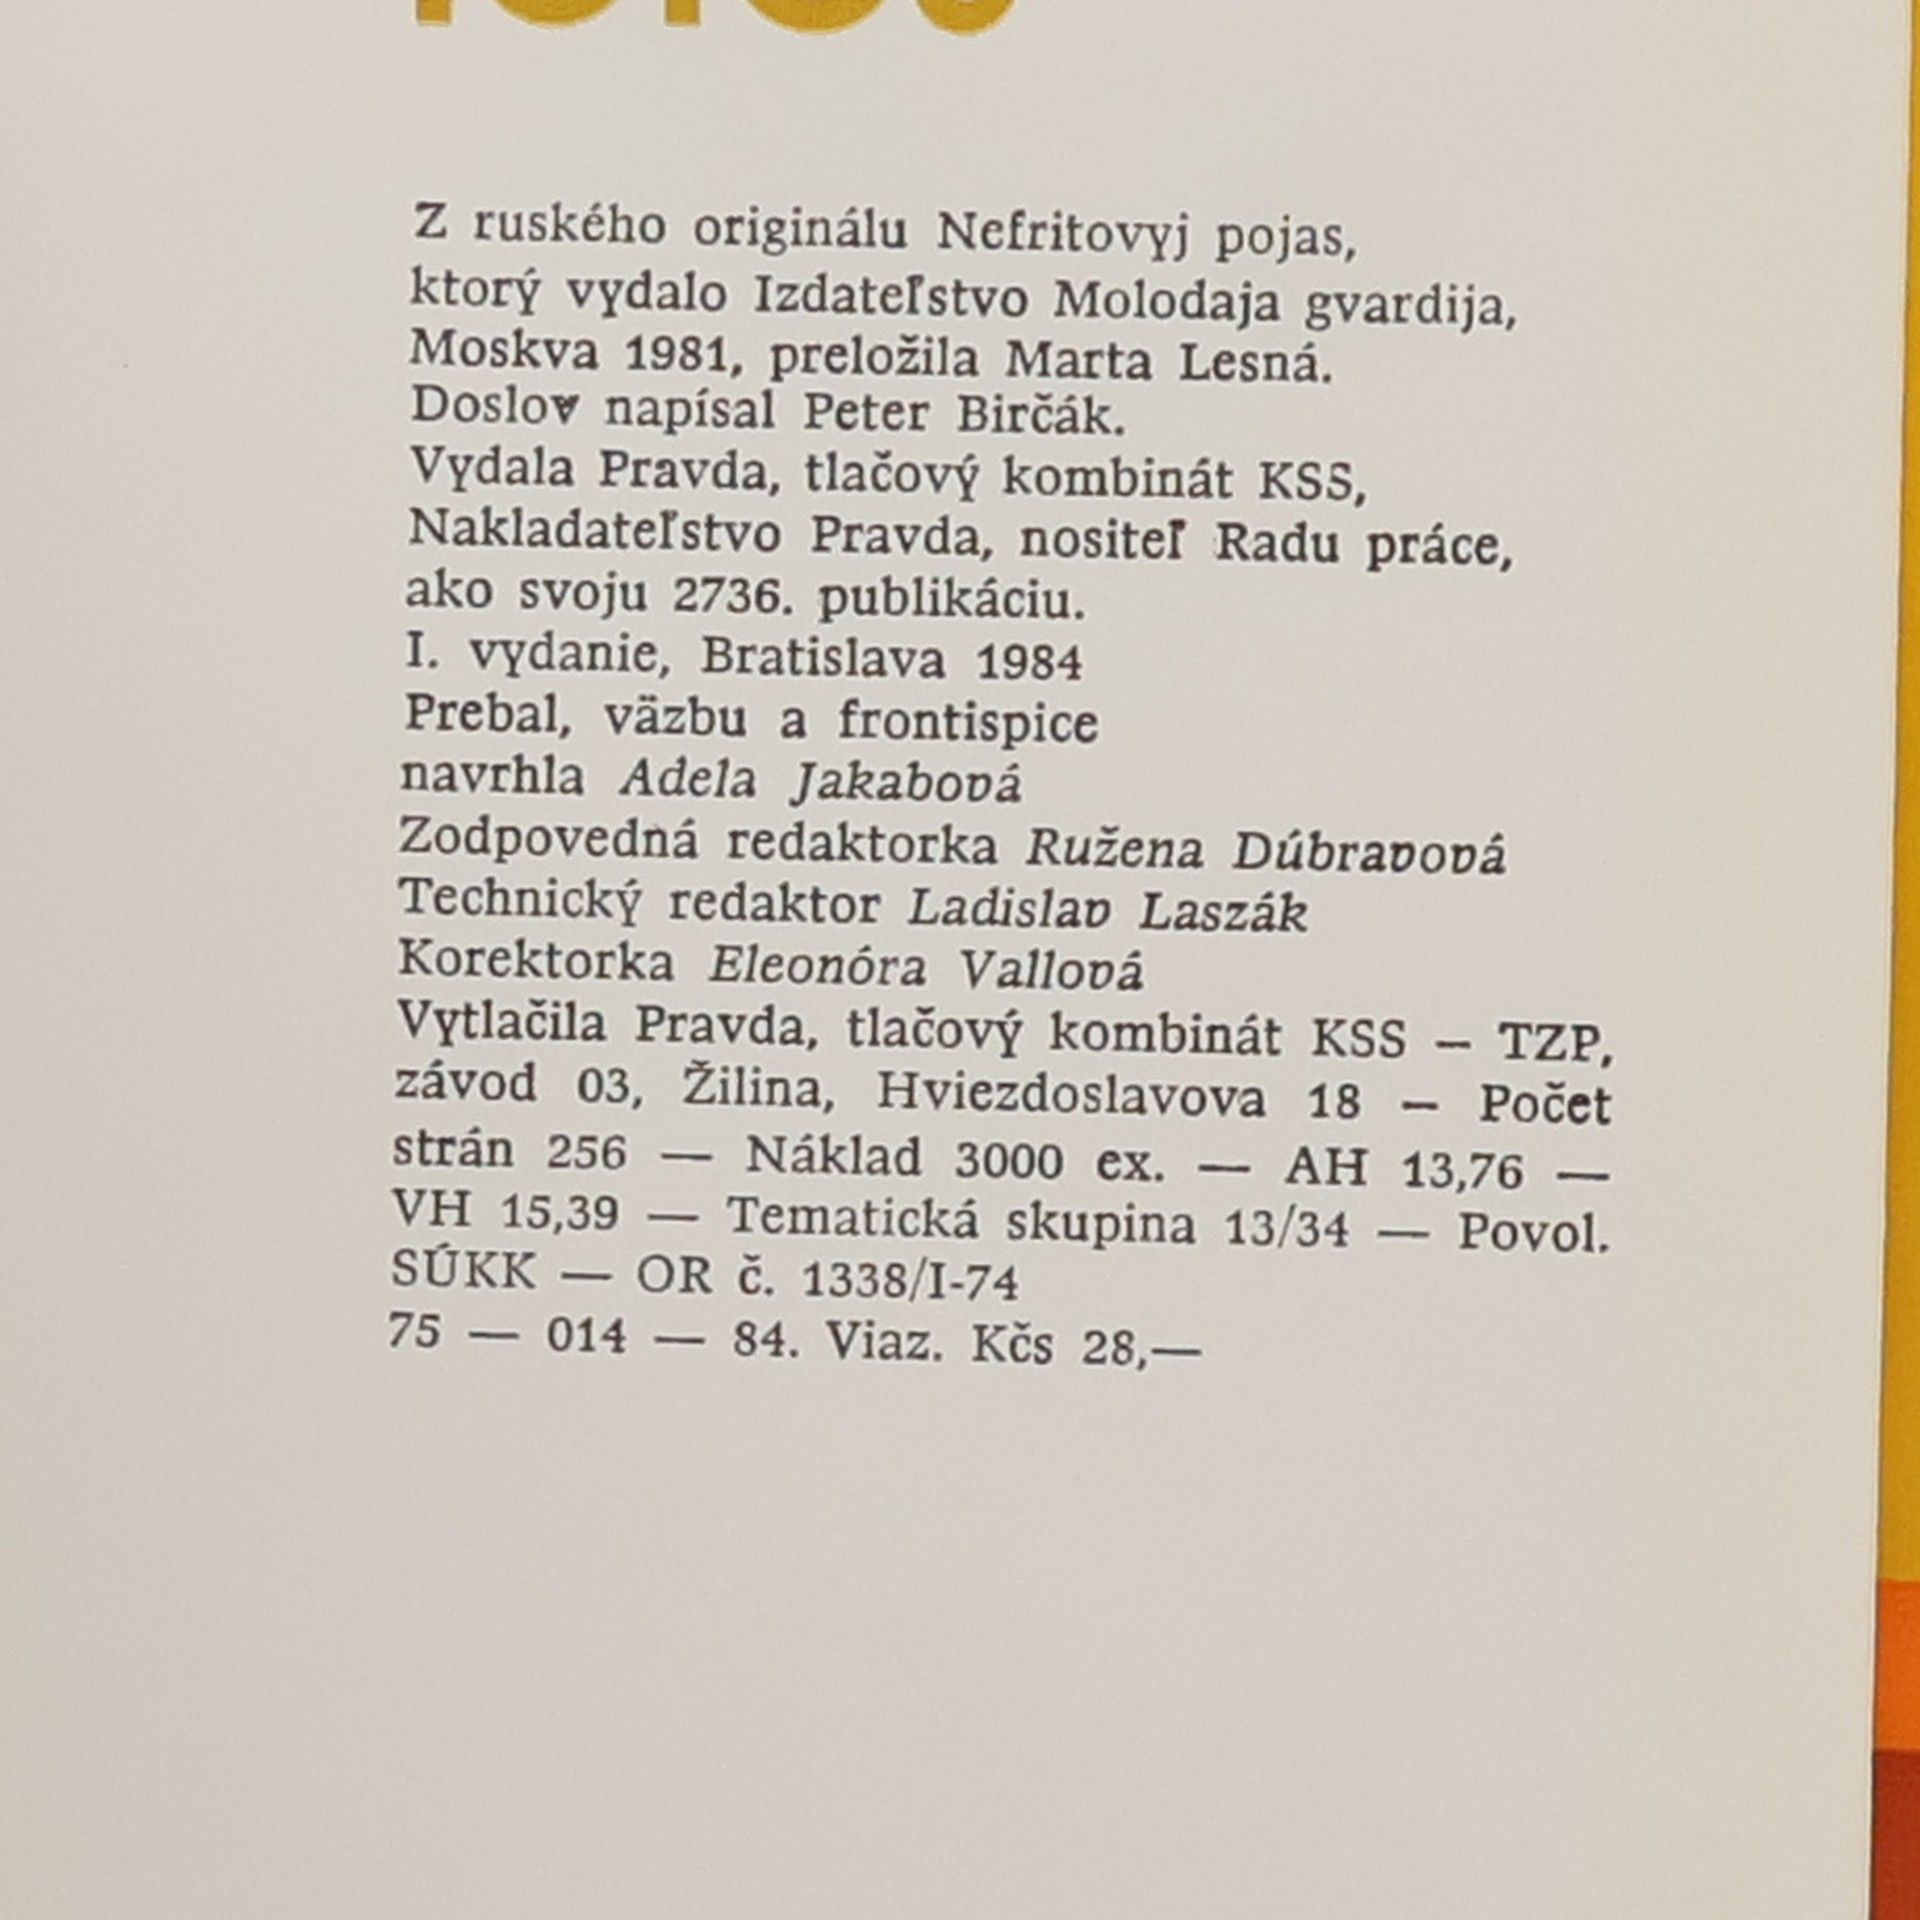 Z ruského originálu Nefritovyj pojas,
ktorý vydalo Izdateľstvo Molodaja gvardija,
Moskva 1981, preložila Marta Lesná.
Doslov napísal Peter Birčák.
Vydala Pravda, tlačový kombinát KSS,
Nakladateľstvo Pravda, nositeľ Radu práce,
ako svoju 2736. publikáciu.
I. vydanie, Bratislava 1984
Prebal, väzbu a frontispice
navrhla Adela Jakabová
Zodpovedná redaktorka Ružena Dúbravová
Technický redaktor Ladislav Laszák
Korektorka Eleonóra Vallová
Vytlačila Pravda, tlačový kombinát KSS – TZP,
závod 03, Žilina, Hviezdoslavova 18 – Počet
strán 256 — Náklad 3000 ex. — AH 13,76 —
VH 15,39 — Tematická skupina 13/34 — Povol.
SÚKK — OR č. 1338/I-74
75 — 014 — 84. Viaz. Kčs 28,—